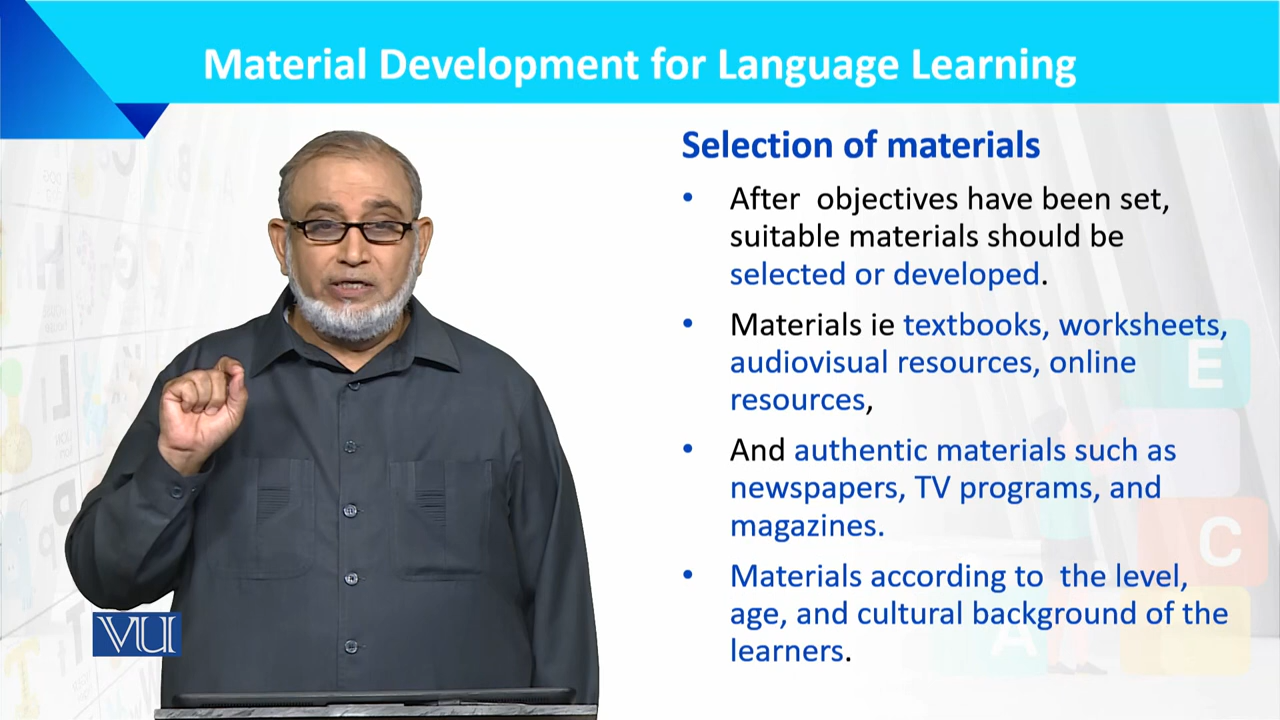 Material Development for Language Learning
Selection of materials
• After objectives have been set,
suitable materials should be
selected or developed.
• Materials ie textbooks, worksheets,
audiovisual resources, online
resources,
• And authentic materials such as
newspapers, TV programs, and
magazines.
• Materials according to the level,
age, and cultural background of the
learners.
VU
E
C
A